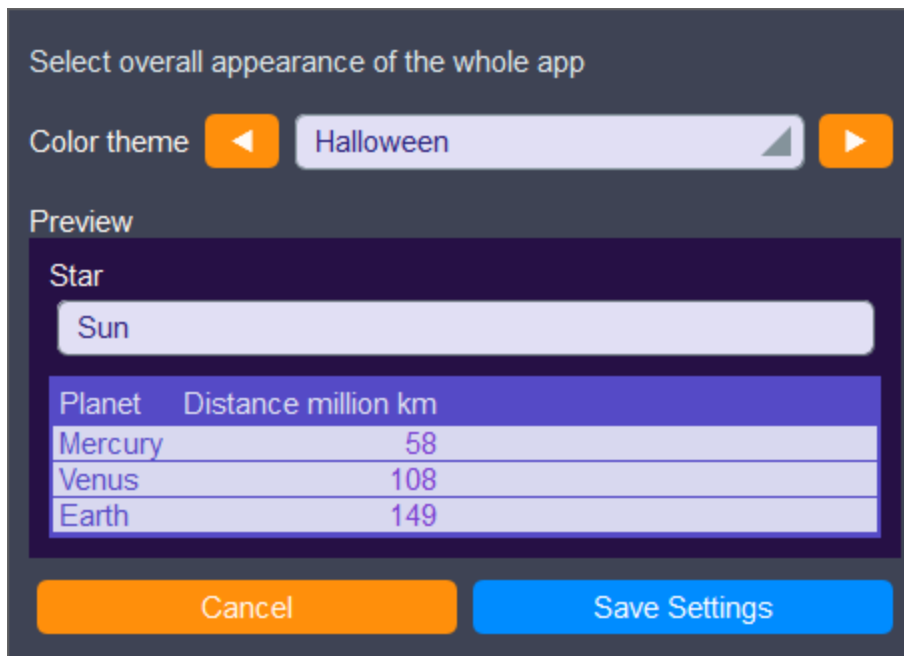 Select overall appearance of the whole app
Color theme Halloween
Preview
Star
Sun
Planet Distance million km
Mercury 58
Venus 108
Earth 149
Cancel Save Settings